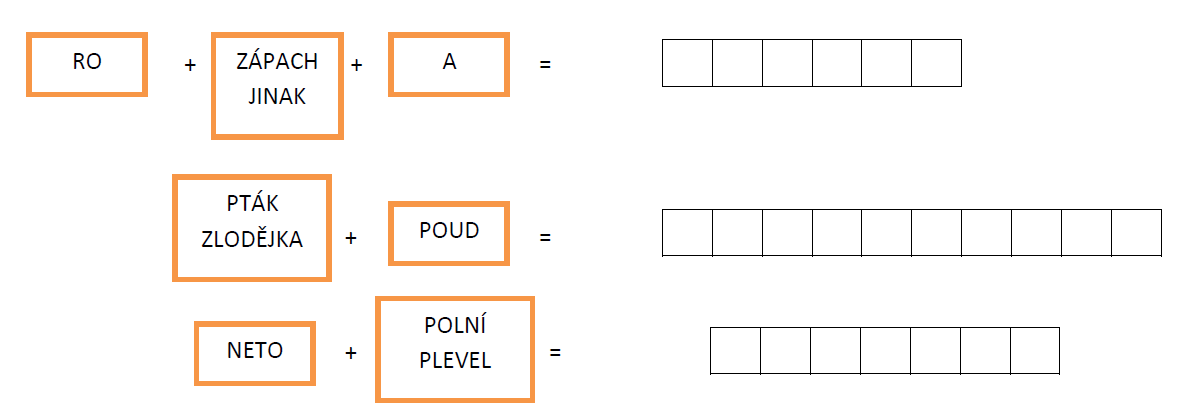 RO + ZÁPACH + A =
JINAK
PTÁK
ZLODĚJKA + POUD =
NETO + POLNÍ =
PLEVEL